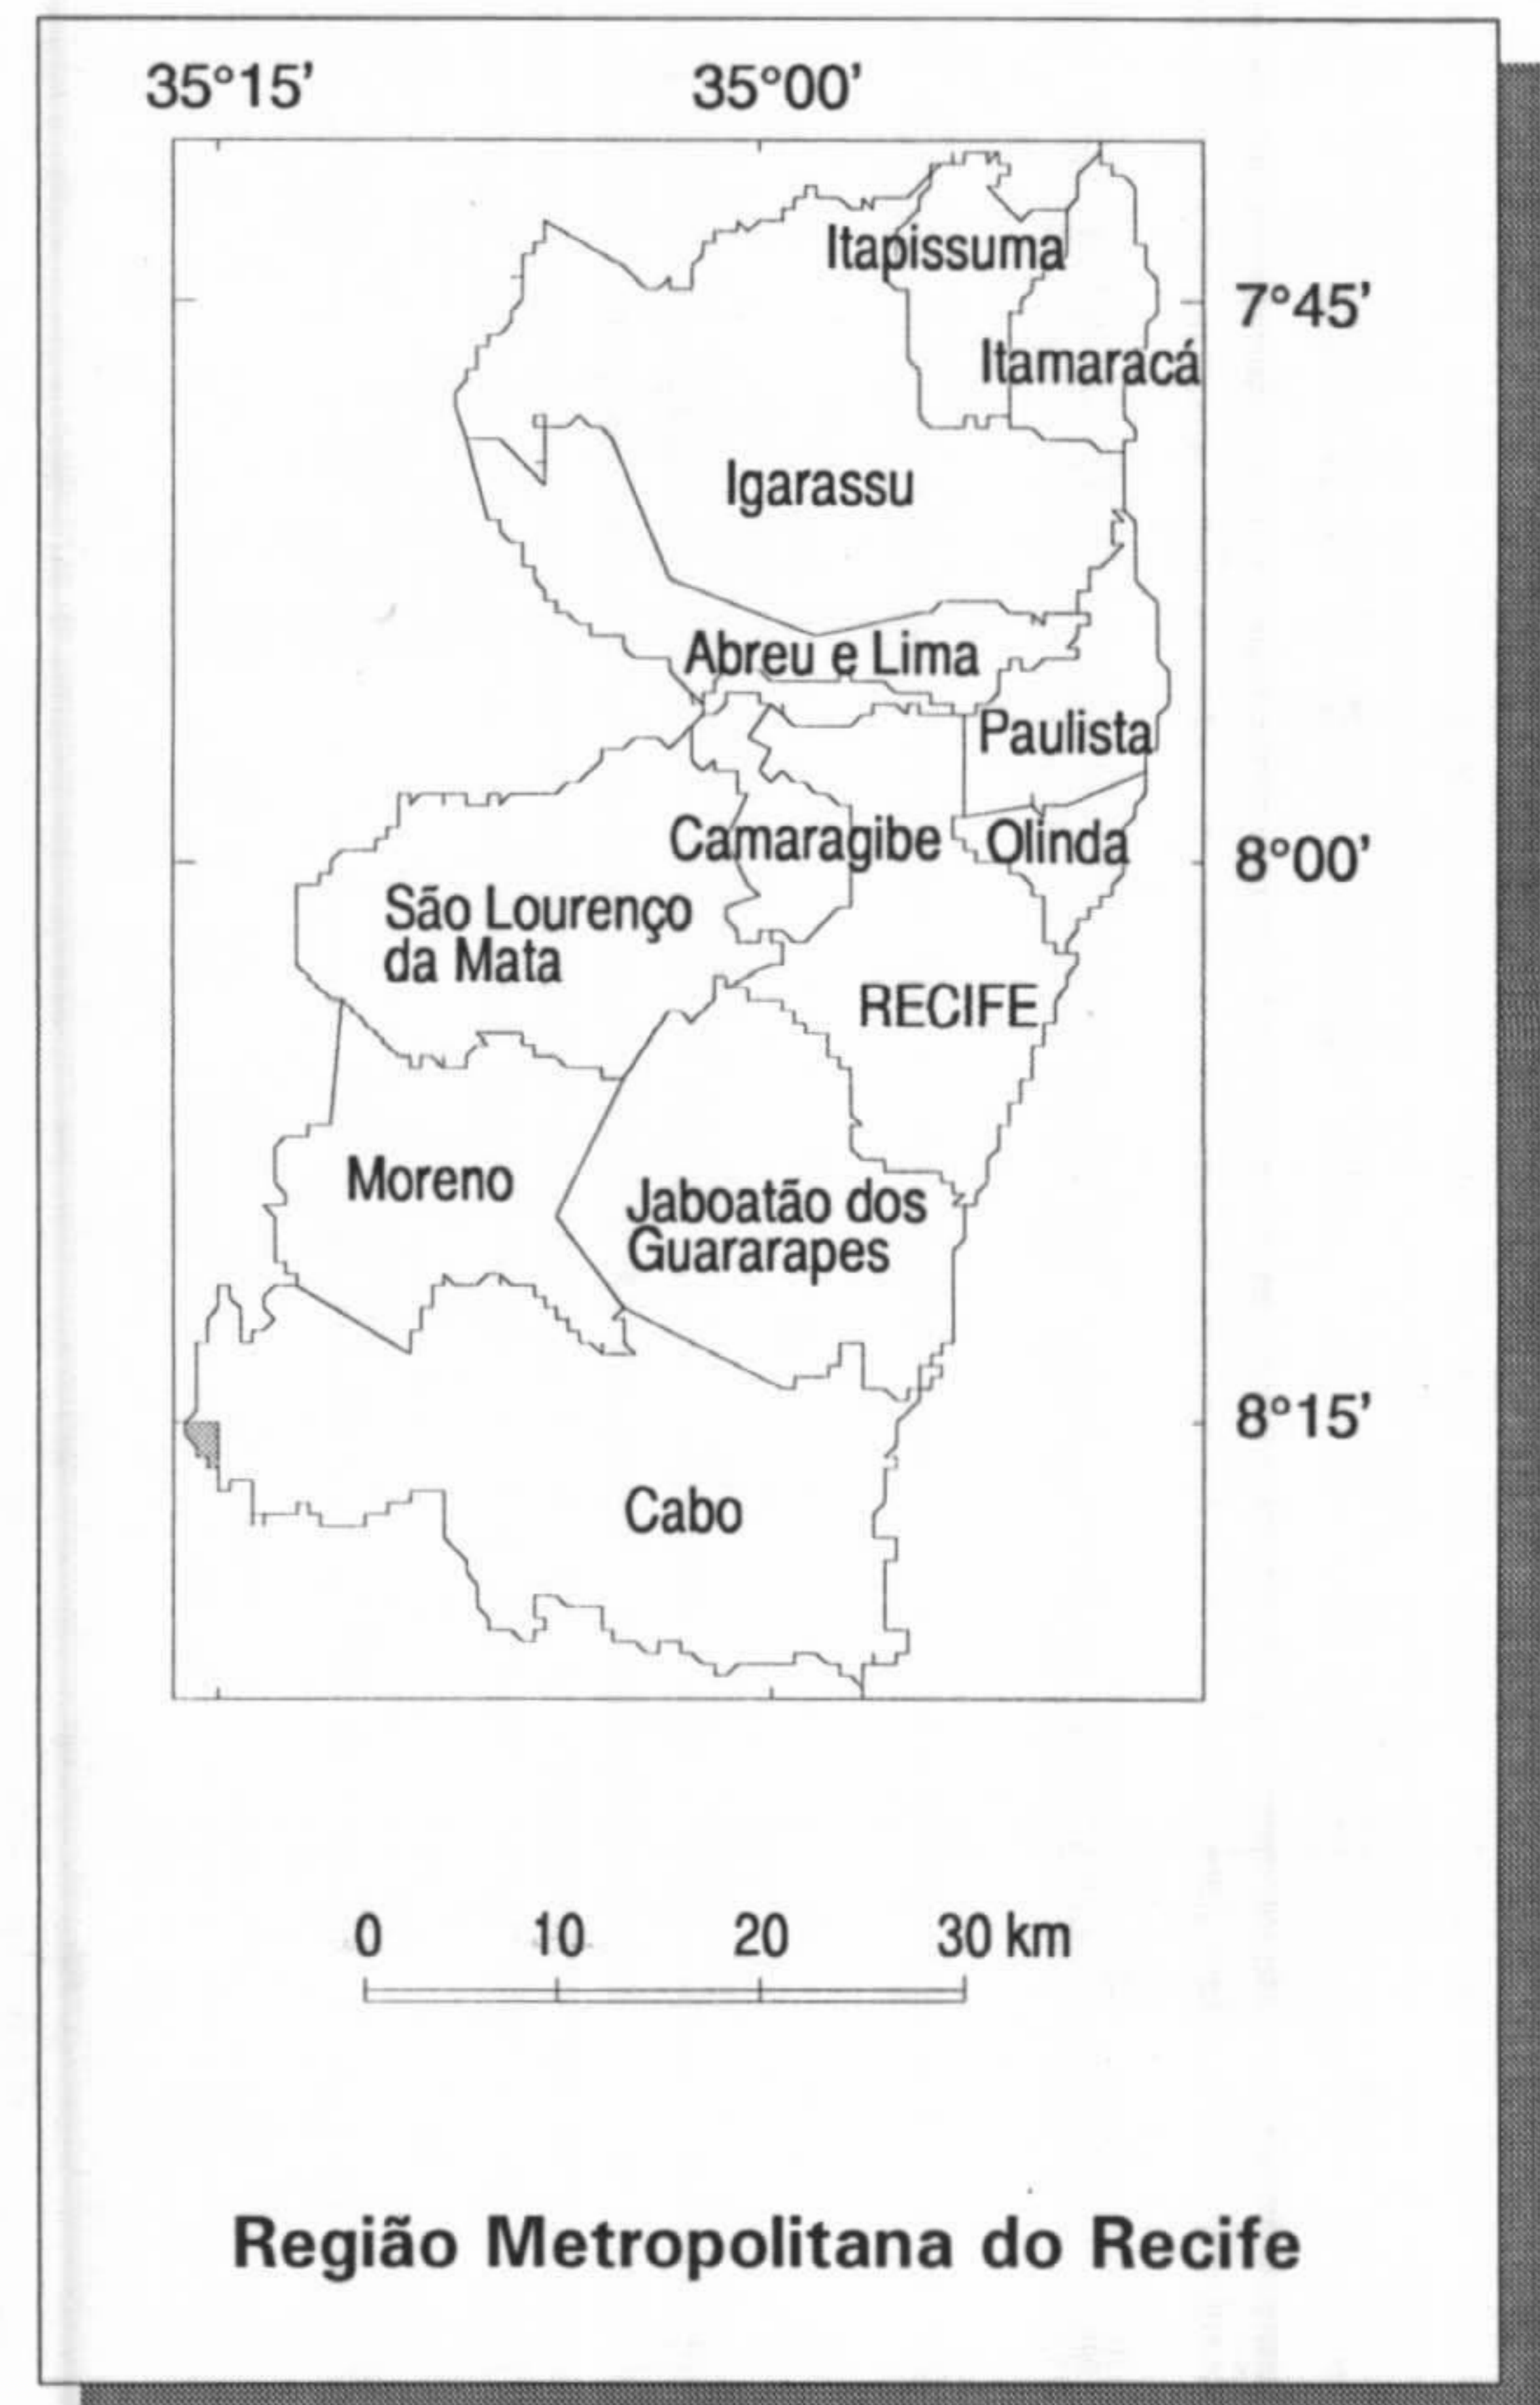 35°15' 35°00'
Itapissuma
7°45'
Itamaracá
Igarassu
Abreu e Lima
Paulista
Camaragibe
Olinda
8°00'
São Lourenço
da Mata
RECIFE
Moreno
Jaboatão dos
Guararapes
8°15'
Cabo
0 10 20 30 km
Região Metropolitana do Recife